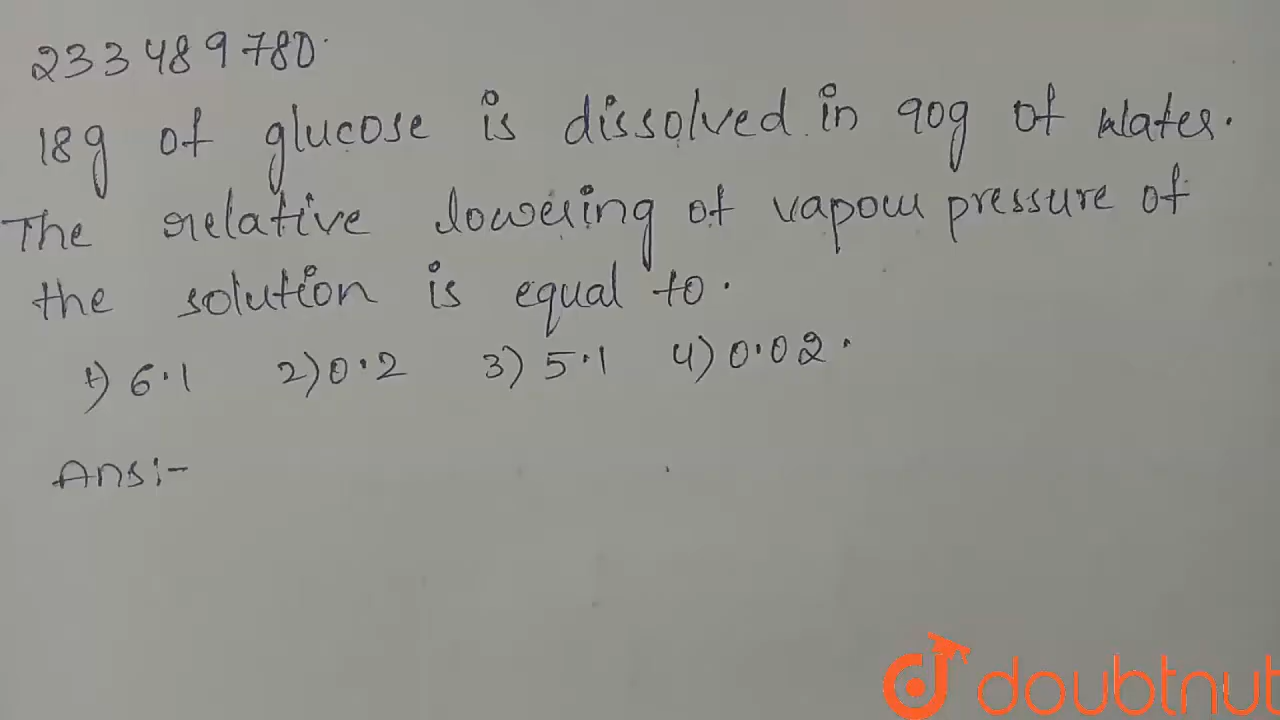 233489780.
18g of glucose is dissolved in 90g of water.
The relative lowering of vapour pressure of
the solution is equal to.
1) 6.1 2) 0.2 3) 5.1 4) 0.02.
Ans:-
doubtnut